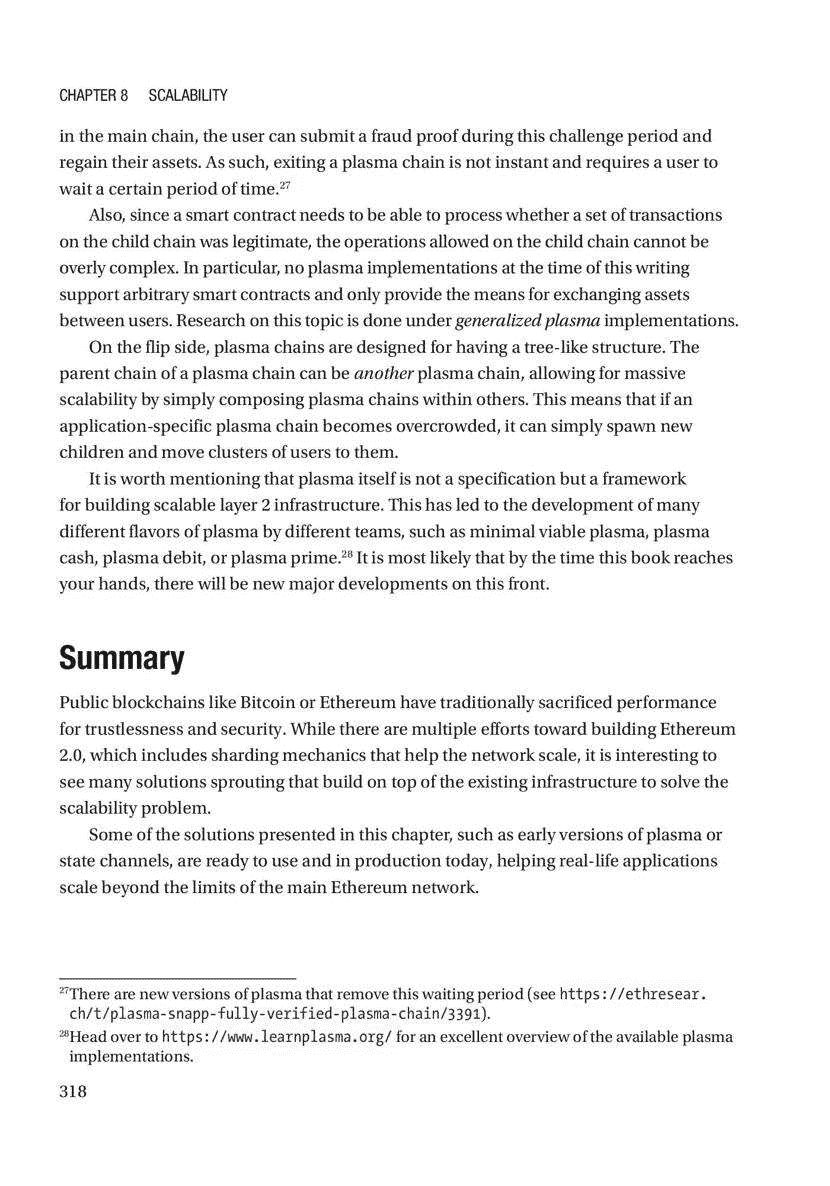 CHAPTER 8 SCALABILITY
in the main chain, the user can submit a fraud proof during this challenge period and
regain their assets. As such, exiting a plasma chain is not instant and requires a user to
wait a certain period of time.27
Also, since a smart contract needs to be able to process whether a set of transactions
on the child chain was legitimate, the operations allowed on the child chain cannot be
overly complex. In particular, no plasma implementations at the time of this writing
support arbitrary smart contracts and only provide the means for exchanging assets
between users. Research on this topic is done under generalized plasma implementations.
On the flip side, plasma chains are designed for having a tree-like structure. The
parent chain of a plasma chain can be another plasma chain, allowing for massive
scalability by simply composing plasma chains within others. This means that if an
application-specific plasma chain becomes overcrowded, it can simply spawn new
children and move clusters of users to them.
It is worth mentioning that plasma itself is not a specification but a framework
for building scalable layer 2 infrastructure. This has led to the development of many
different flavors of plasma by different teams, such as minimal viable plasma, plasma
cash, plasma debit, or plasma prime.28 It is most likely that by the time this book reaches
your hands, there will be new major developments on this front.
Summary
Public blockchains like Bitcoin or Ethereum have traditionally sacrificed performance
for trustlessness and security. While there are multiple efforts toward building Ethereum
2.0, which includes sharding mechanics that help the network scale, it is interesting to
see many solutions sprouting that build on top of the existing infrastructure to solve the
scalability problem.
Some of the solutions presented in this chapter, such as early versions of plasma or
state channels, are ready to use and in production today, helping real-life applications
scale beyond the limits of the main Ethereum network.
27There are new versions of plasma that remove this waiting period (see https://ethresear.
ch/t/plasma-snapp-fully-verified-plasma-chain/3391).
28Head over to https://www.learnplasma.org/ for an excellent overview of the available plasma
implementations.
318